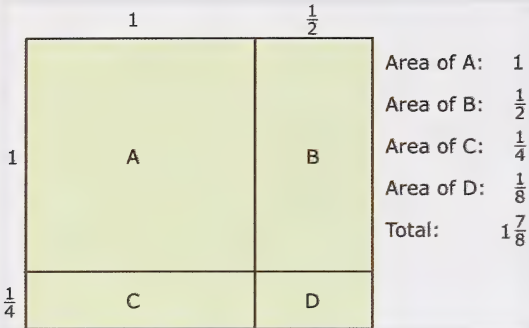 1 1/2
Area of A: 1
Area of B: 1/2
1 A B
Area of C: 1/4
Area of D: 1/8
Total: 1 7/8
1/4 C D